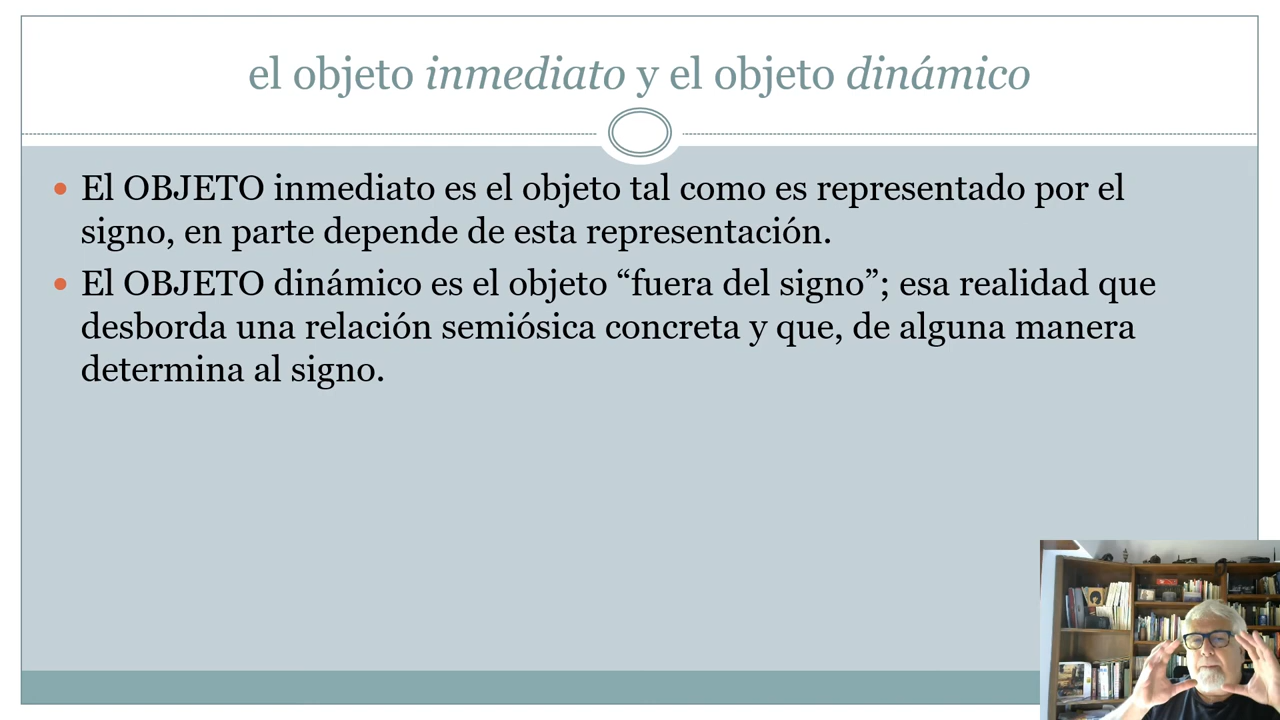 el objeto inmediato y el objeto dinámico
• El OBJETO inmediato es el objeto tal como es representado por el
signo, en parte depende de esta representación.
• El OBJETO dinámico es el objeto “fuera del signo”; esa realidad que
desborda una relación semiósica concreta y que, de alguna manera
determina al signo.